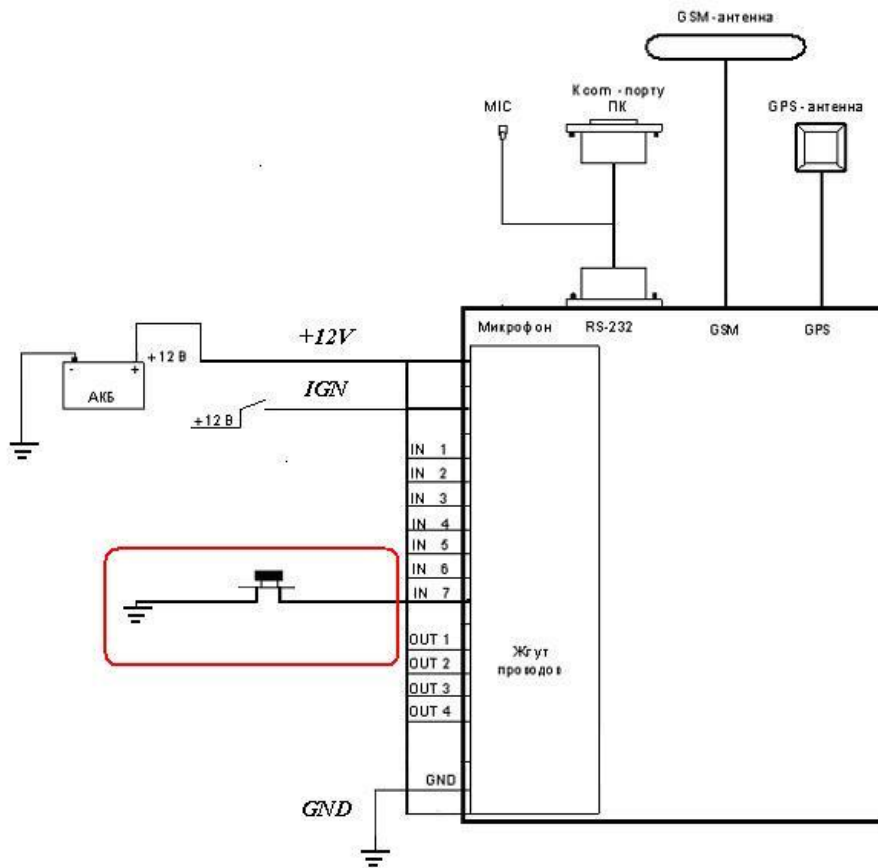 GSM-антенна
К com - порту
ПК
MIC
GPS-антенна
Микрофон
RS-232
GSM
GPS
+12V
- +
+12 В
АКБ
IGN
+12 В
IN 1
IN 2
IN 3
IN 4
IN 5
IN 6
IN 7
OUT 1
OUT 2
OUT 3
OUT 4
Жгут
проводов
GND
GND